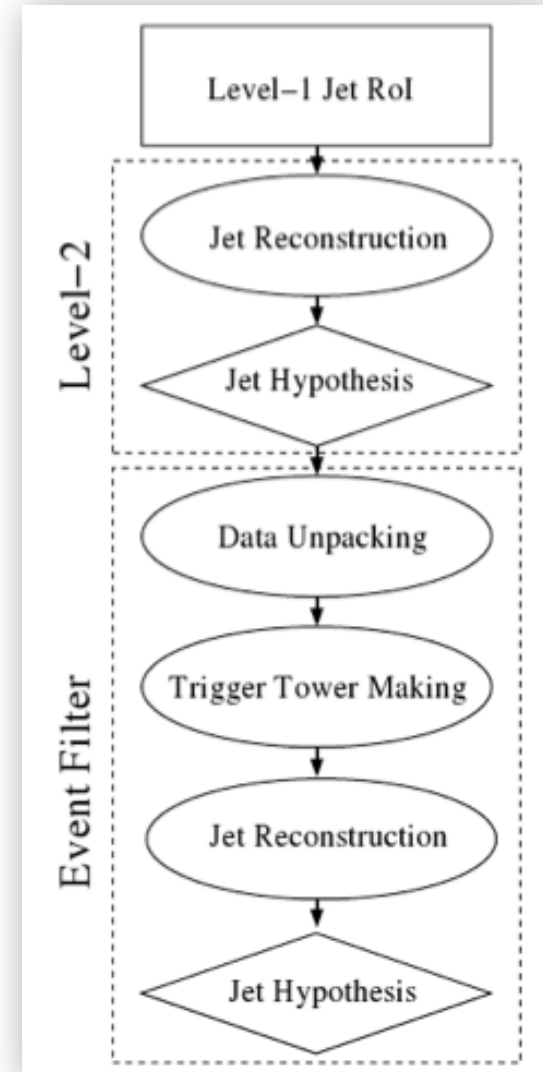 Level-1 Jet RoI
Level-2
Jet Reconstruction
Jet Hypothesis
Event Filter
Data Unpacking
Trigger Tower Making
Jet Reconstruction
Jet Hypothesis